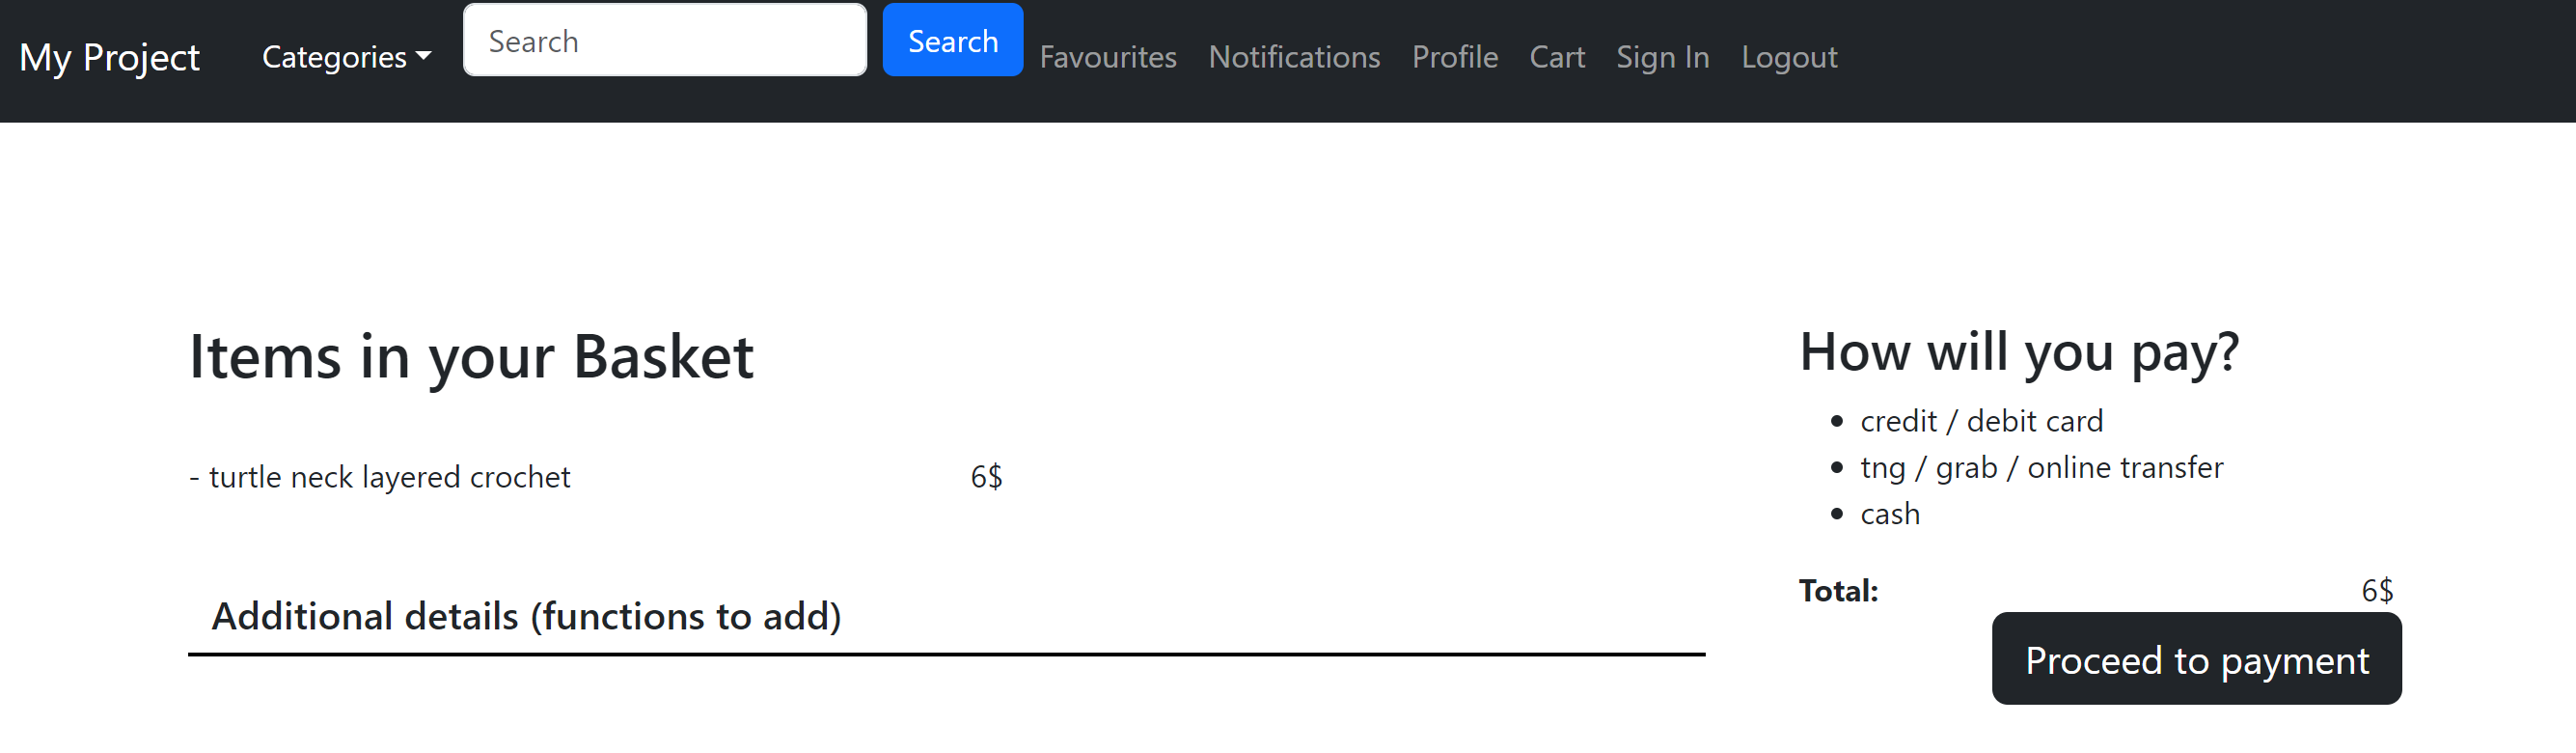 My Project Categories Search Search Favourites Notifications Profile Cart Sign In Logout
Items in your Basket
- turtle neck layered crochet 6$
Additional details (functions to add)
How will you pay?
credit / debit card
tng / grab / online transfer
cash
Total: 6$
Proceed to payment